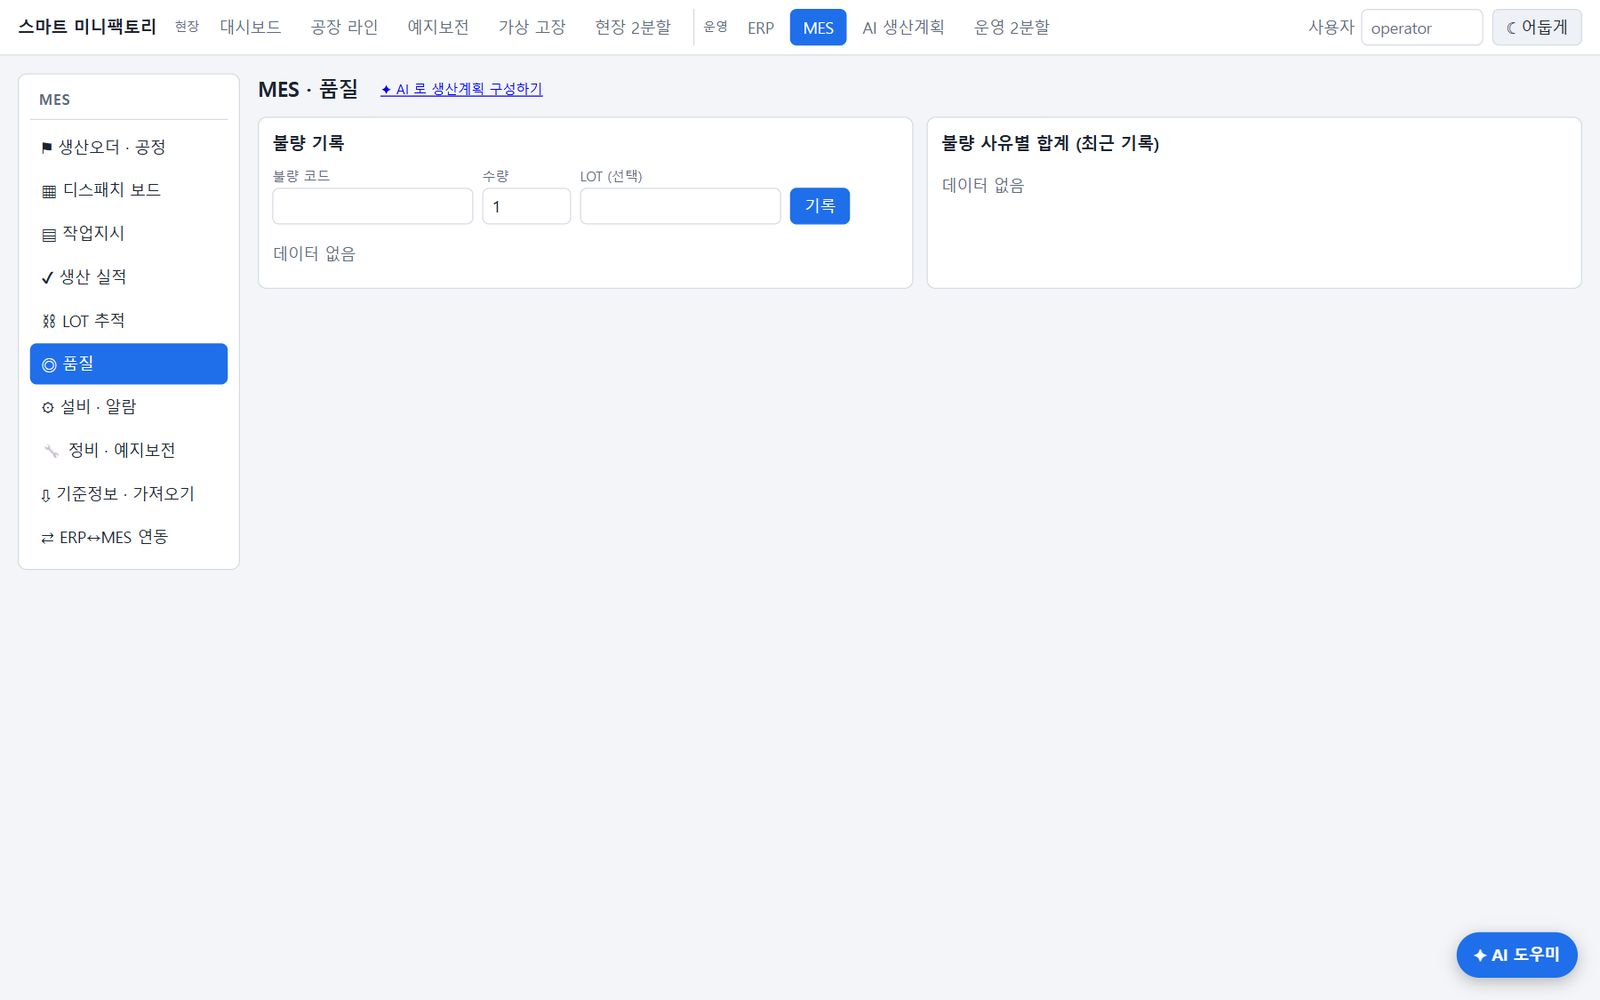 스마트 미니팩토리 현장 대시보드 공장 라인 예지보전 가상 고장 현장 2분할 운영 ERP MES AI 생산계획 운영 2분할 사용자 operator ☾ 어둡게
MES
⚑ 생산오더 · 공정
▦ 디스패치 보드
▤ 작업지시
✓ 생산 실적
⛓ LOT 추적
◎ 품질
⚙ 설비 · 알람
🔧 정비 · 예지보전
⇩ 기준정보 · 가져오기
⇄ ERP↔MES 연동
MES · 품질 ✦ AI 로 생산계획 구성하기
불량 기록
불량 코드 수량 LOT (선택)
1 기록
데이터 없음
불량 사유별 합계 (최근 기록)
데이터 없음
✦ AI 도우미